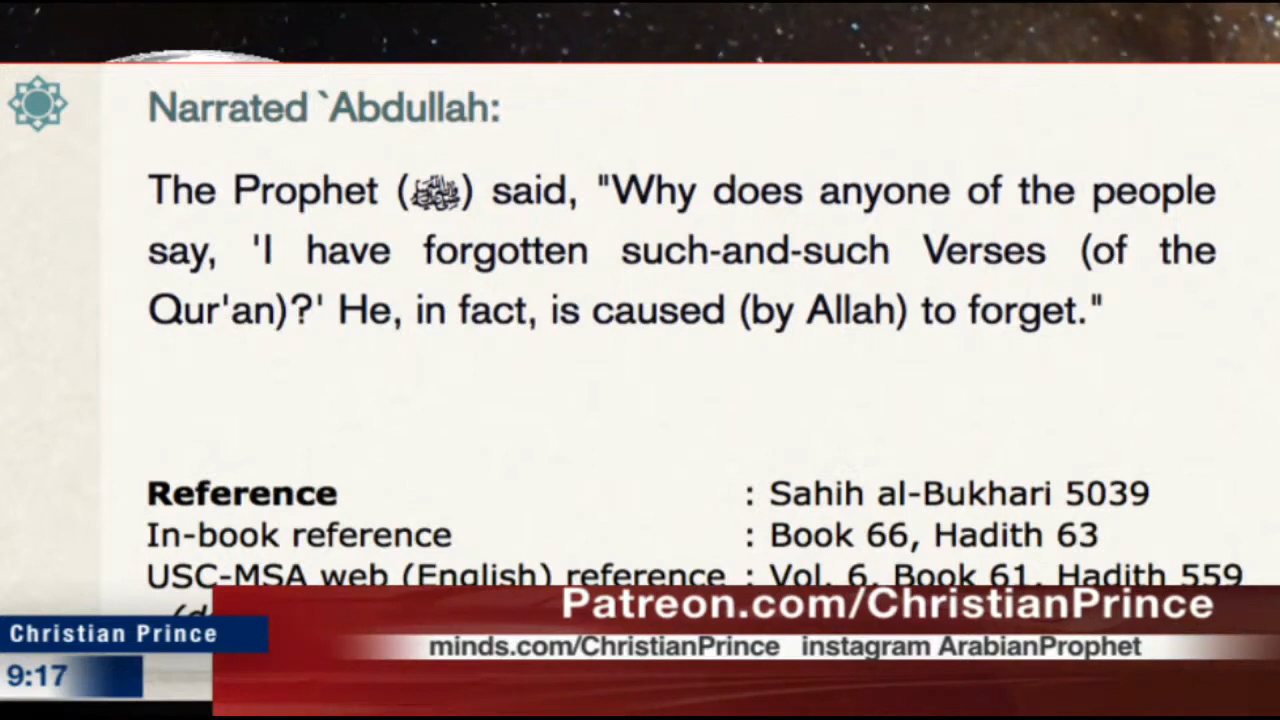 Narrated `Abdullah:
The Prophet (ﷺ) said, "Why does anyone of the people
say, 'I have forgotten such-and-such Verses (of the
Qur'an)?' He, in fact, is caused (by Allah) to forget."
Reference : Sahih al-Bukhari 5039
In-book reference : Book 66, Hadith 63
USC-MSA web (English) reference : Vol. 6, Book 61, Hadith 559
Patreon.com/ChristianPrince
Christian Prince
minds.com/ChristianPrince instagram ArabianProphet
9:17